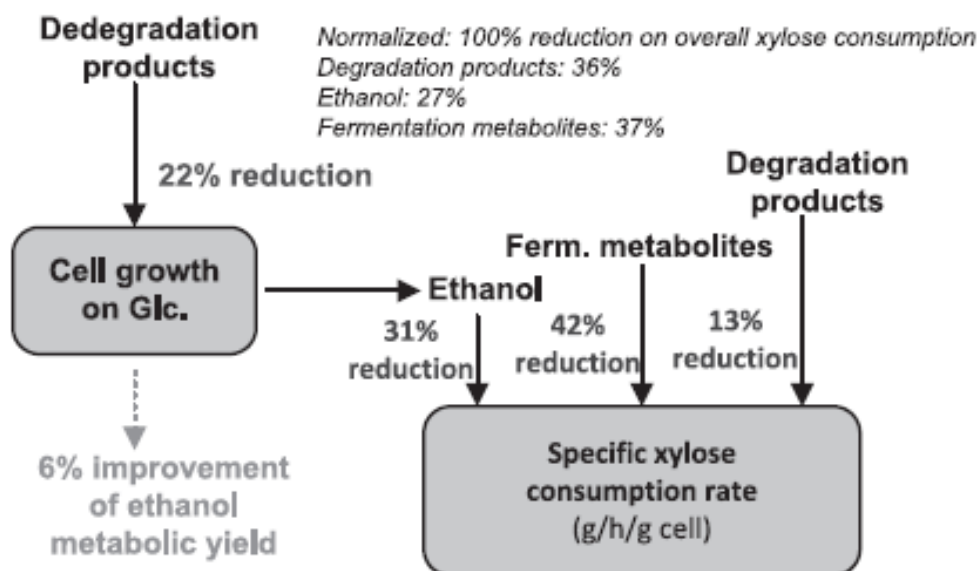 Dedegradation
products
Normalized: 100% reduction on overall xylose consumption
Degradation products: 36%
Ethanol: 27%
Fermentation metabolites: 37%
22% reduction
Degradation
products
Cell growth
on Glc.
Ferm. metabolites
Ethanol
31%
reduction
42%
reduction
13%
reduction
6% improvement
of ethanol
metabolic yield
Specific xylose
consumption rate
(g/h/g cell)